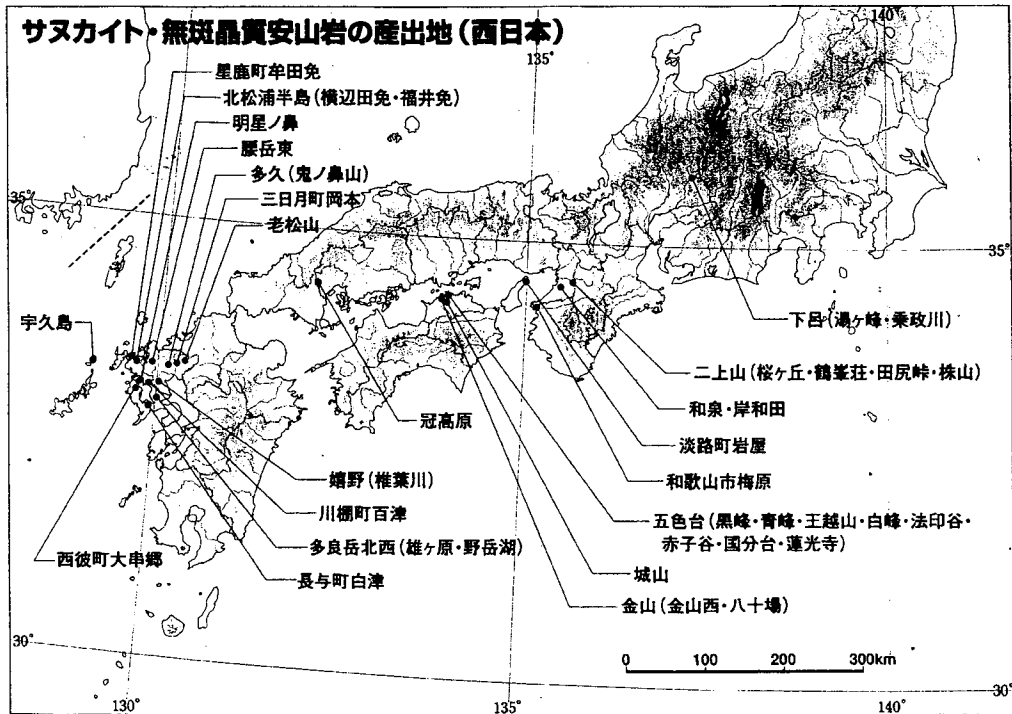 サヌカイト・無斑晶質安山岩の産出地(西日本)
140°
135°
星鹿町牟田免
北松浦半島(横辺田免・福井免)
明星ノ鼻
腰岳東
多久(鬼ノ鼻山)
三日月町岡本
老松山
35°
35°
宇久島
下呂(湯ヶ峰・乗政川)
二上山(桜ヶ丘・鶴峯荘・田尻峠・株山)
和泉・岸和田
冠高原
淡路町岩屋
和歌山市梅原
嬉野(椎葉川)
川棚町百津
五色台(黒峰・青峰・王越山・白峰・法印谷・
赤子谷・国分台・蓮光寺)
多良岳北西(雄ヶ原・野岳湖)
西彼町大串郷
長与町白津
城山
金山(金山西・八十場)
30°
0 100 200 300km
30°
130°
135°
140°